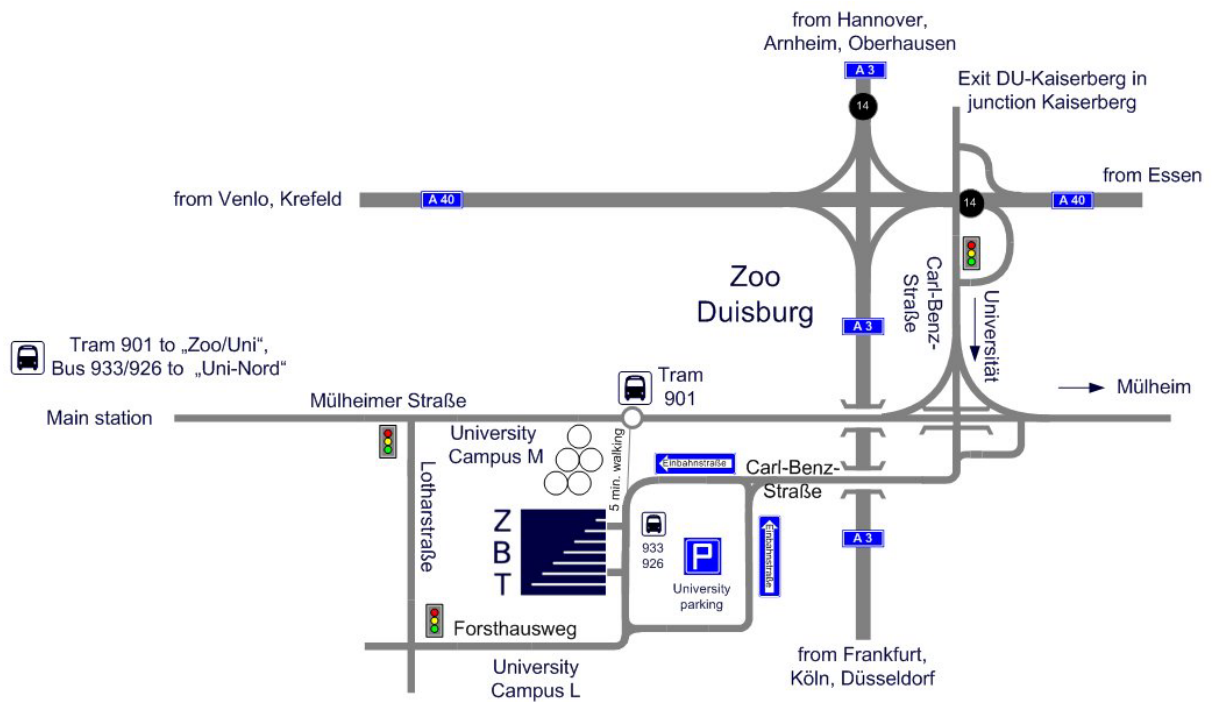 from Hannover,
Arnheim, Oberhausen
A 3
Exit DU-Kaiserberg in
junction Kaiserberg
14
from Essen
from Venlo, Krefeld
A 40
14
A 40
Zoo
Duisburg
Carl-Benz-
Straße
Universität
A 3
Tram 901 to „Zoo/Uni“,
Bus 933/926 to „Uni-Nord“
Tram
901
Mülheim
Main station
Mülheimer Straße
University
Campus M
5 min. walking
Einbahnstraße
Carl-Benz-
Straße
Lotharstraße
Z
B
T
933
926
P
University
parking
Einbahnstraße
A 3
Forsthausweg
University
Campus L
from Frankfurt,
Köln, Düsseldorf